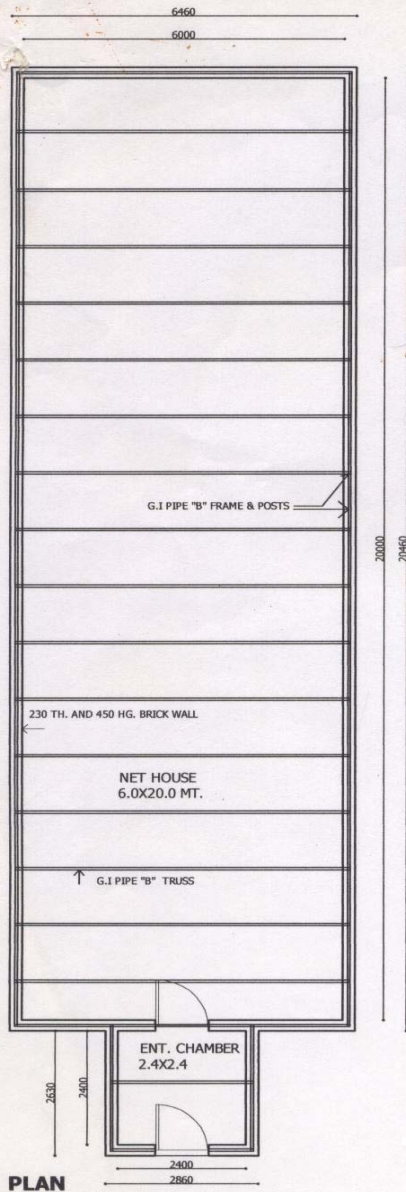 6460
6000
G.I PIPE "B" FRAME & POSTS
20000
20460
230 TH. AND 450 HG. BRICK WALL
NET HOUSE
6.0X20.0 MT.
G.I PIPE "B" TRUSS
ENT. CHAMBER
2.4X2.4
2630
2400
2400
2860
PLAN